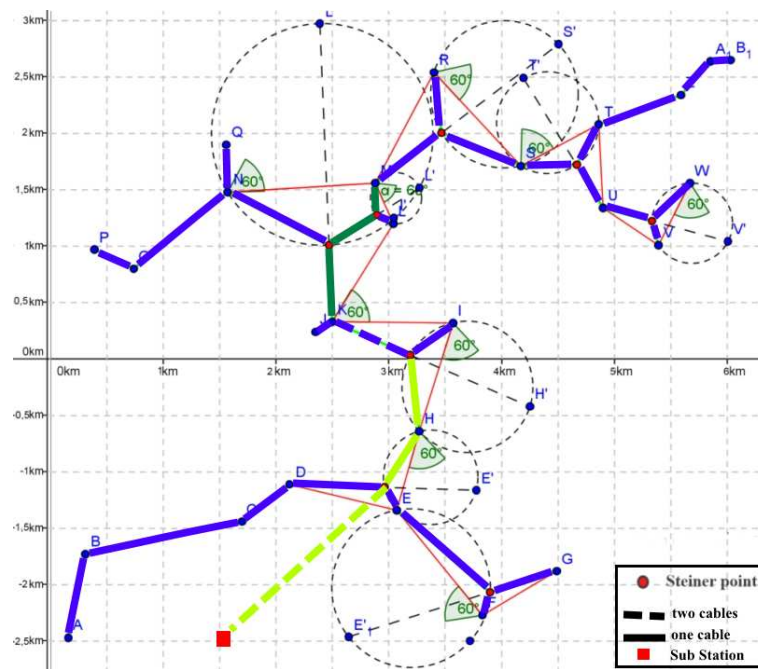 3km
L'
R
S'
A₁
B₁
60°
T'
Z
2,5km
T
Q
60°
2km
S
N
60°
M
α = 60°
L'
W
1,5km
60°
L
U
V
V'
1km
P
O
0,5km
J
K
60°
I
0km
0km
1km
2km
3km
4km
5km
6km
60°
H'
-0,5km
H
60°
-1km
D
E'
C
E
-1,5km
B
G
-2km
60°
F
A
E'₁
-2,5km
Steiner point
two cables
one cable
Sub Station